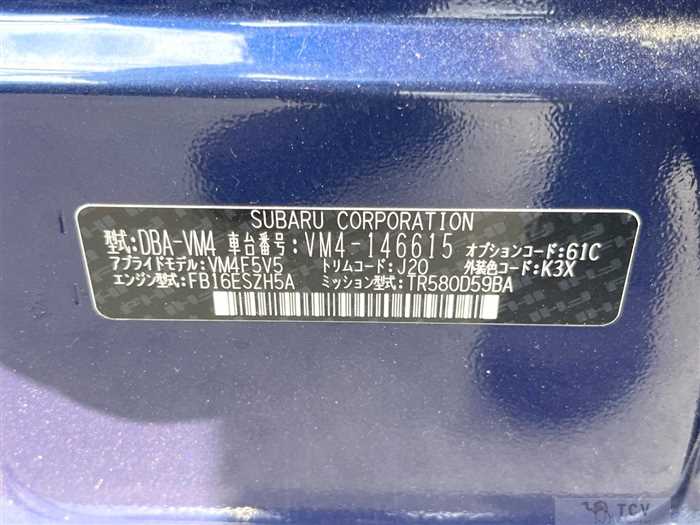 SUBARU CORPORATION
型式:DBA-VM4 車台番号:VM4-146615 オプションコード:61C
アプライドモデル:VM4F5V5 トリムコード:J20 外装色コード:K3X
エンジン型式:FB16ESZH5A ミッション型式:TR580D59BA
TCV